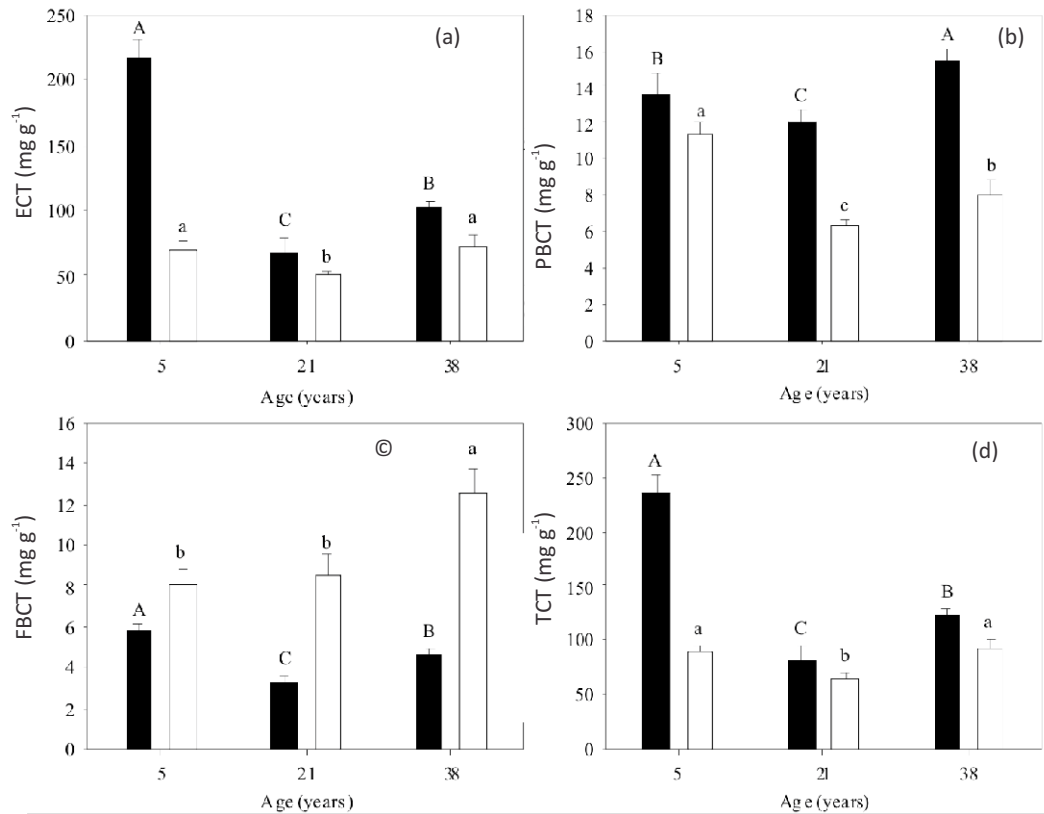 250
200
150
100
50
0
ECT (mg g-1)
(a)
A
a
C
b
B
a
5 21 38
Age (years)
18
16
14
12
10
8
6
4
2
0
PBCT (mg g-1)
(b)
B
a
C
c
A
b
5 21 38
Age (years)
16
14
12
10
8
6
4
2
0
FBCT (mg g-1)
©
A
b
C
b
B
a
5 21 38
Age (years)
300
250
200
150
100
50
0
TCT (mg g-1)
(d)
A
a
C
b
B
a
5 21 38
Age (years)